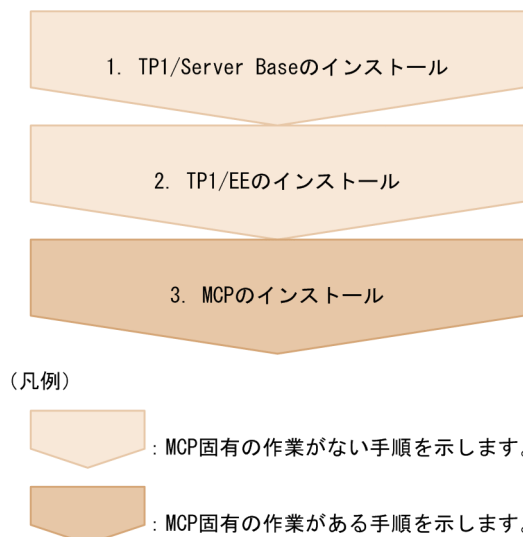 1. TP1/Server Baseのインストール
2. TP1/EEのインストール
3. MCPのインストール
（凡例）
：MCP固有の作業がない手順を示します。
：MCP固有の作業がある手順を示します。